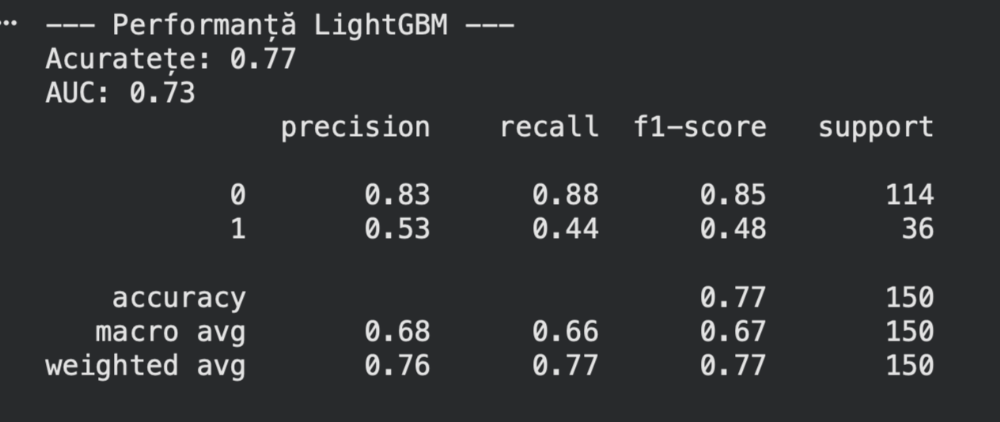 --- Performanță LightGBM ---
Acuratețe: 0.77
AUC: 0.73
              precision    recall  f1-score   support

           0       0.83      0.88      0.85       114
           1       0.53      0.44      0.48        36

    accuracy                           0.77       150
   macro avg       0.68      0.66      0.67       150
weighted avg       0.76      0.77      0.77       150